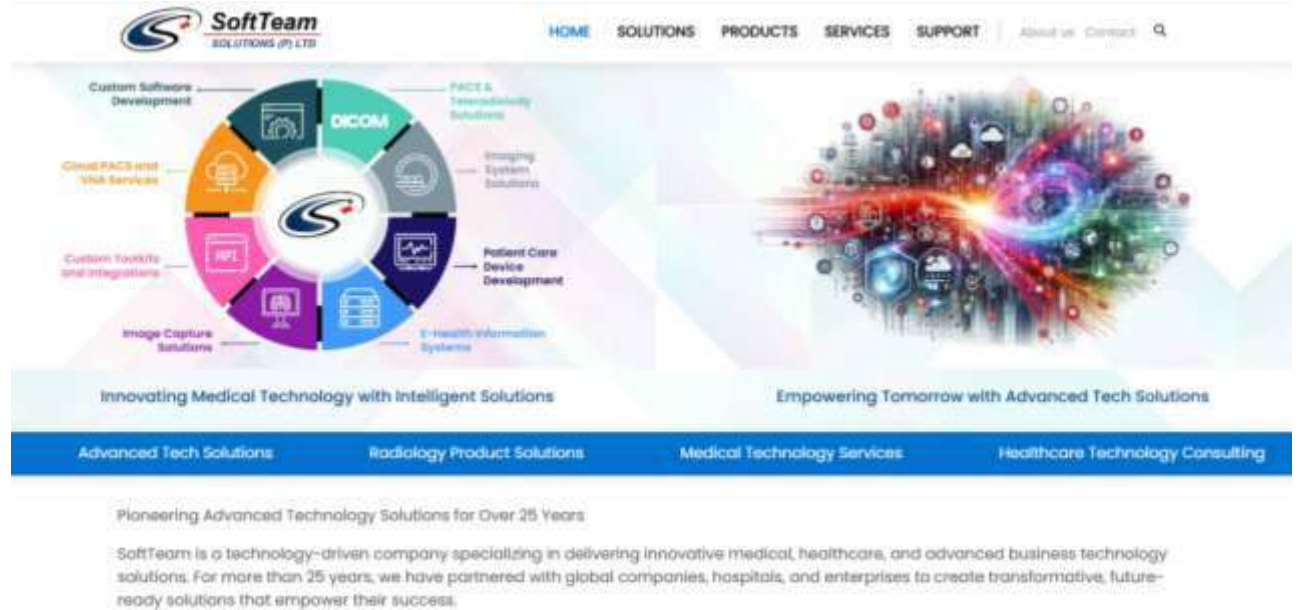 SoftTeam
SOLUTIONS (P) LTD
HOME SOLUTIONS PRODUCTS SERVICES SUPPORT About us Contact
Custom Software
Development
PACS &
Teleradiology
Solutions
DICOM
Cloud PACS and
VNA Services
Imaging
System
Solutions
Custom Toolkits
and Integrations
API
Patient Care
Device
Development
Image Capture
Solutions
E-Health Information
Systems
Innovating Medical Technology with Intelligent Solutions
Empowering Tomorrow with Advanced Tech Solutions
Advanced Tech Solutions Radiology Product Solutions Medical Technology Services Healthcare Technology Consulting
Pioneering Advanced Technology Solutions for Over 25 Years
SoftTeam is a technology-driven company specializing in delivering innovative medical, healthcare, and advanced business technology
solutions. For more than 25 years, we have partnered with global companies, hospitals, and enterprises to create transformative, future-
ready solutions that empower their success.